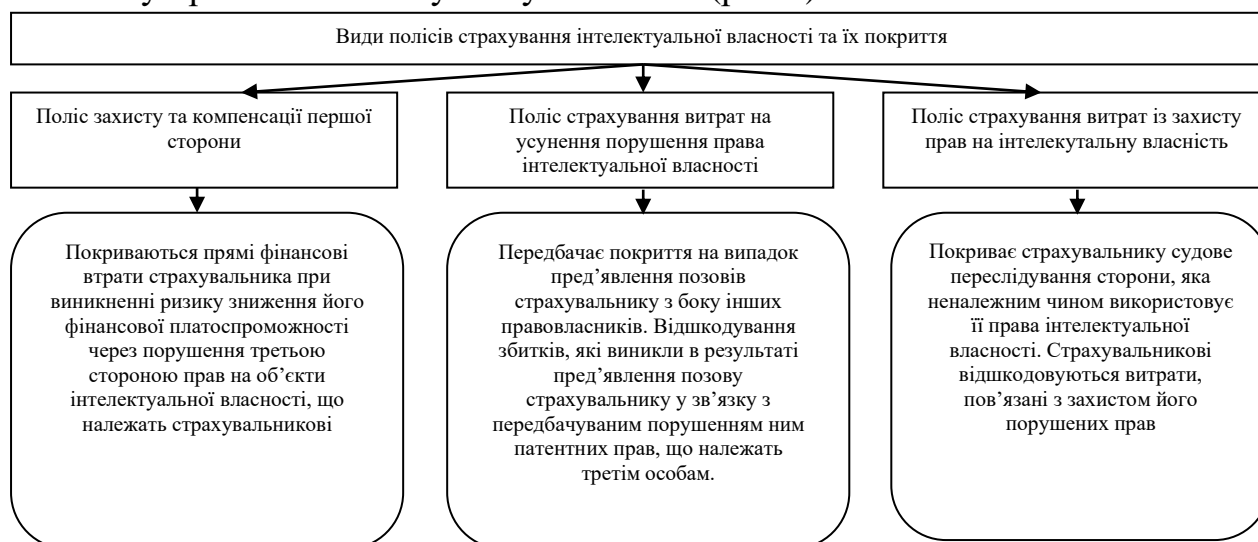 Види полісів страхування інтелектуальної власності та їх покриття
Поліс захисту та компенсації першої
сторони
Поліс страхування витрат на
усунення порушення права
інтелектуальної власності
Поліс страхування витрат із захисту
прав на інтелекутальну власність
Покриваються прямі фінансові
втрати страхувальника при
виникненні ризику зниження його
фінансової платоспроможності
через порушення третьою
стороною прав на об’єкти
інтелектуальної власності, що
належать страхувальникові
Передбачає покриття на випадок
пред’явлення позовів
страхувальнику з боку інших
правовласників. Відшкодування
збитків, які виникли в результаті
пред’явлення позову
страхувальнику у зв’язку з
передбачуваним порушенням ним
патентних прав, що належать
третім особам.
Покриває страхувальнику судове
переслідування сторони, яка
неналежним чином використовує
її права інтелектуальної
власності. Страхувальникові
відшкодовуються витрати,
пов’язані з захистом його
порушених прав